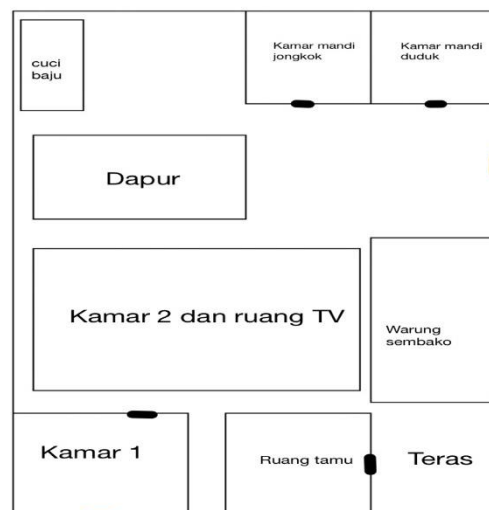 Kamar mandi
jongkok
Kamar mandi
duduk
cuci
baju
Dapur
Kamar 2 dan ruang TV
Warung
sembako
Kamar 1
Ruang tamu
Teras